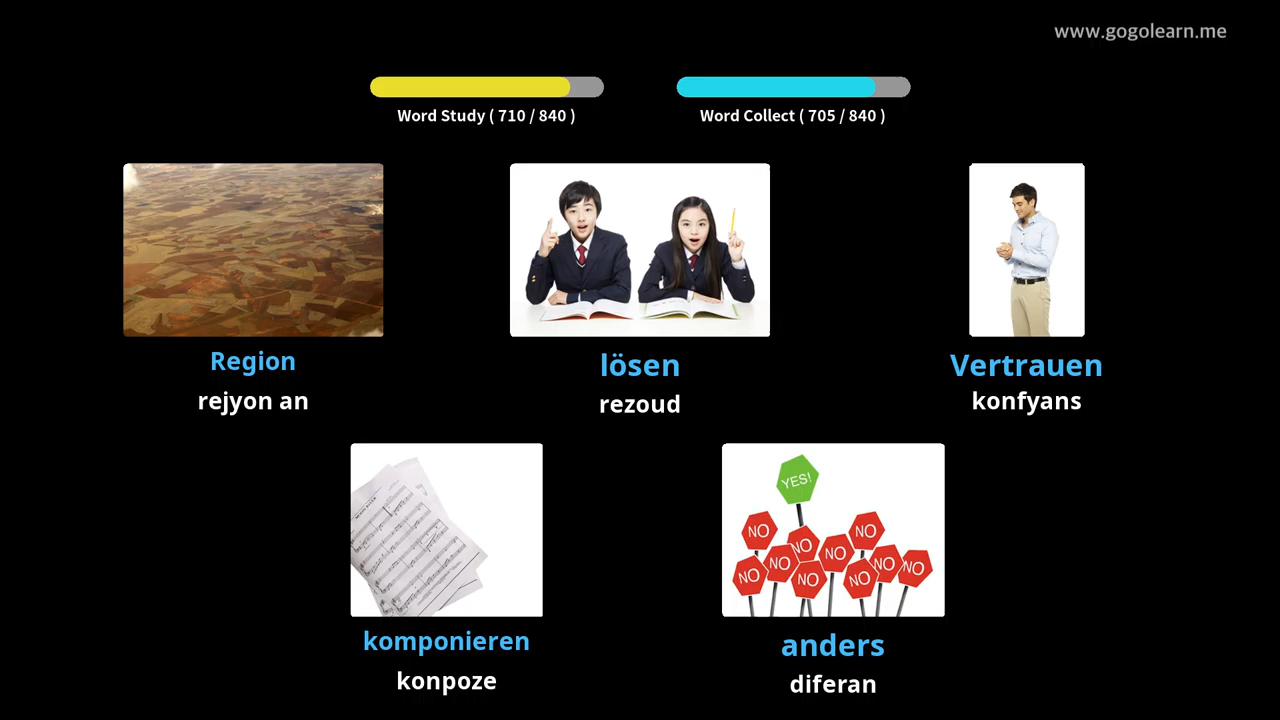 www.gogolearn.me
Word Study ( 710 / 840 )
Word Collect ( 705 / 840 )
Region
rejyon an
lösen
rezoud
Vertrauen
konfyans
YES!
NO
NO
NO
NO
NO
NO
NO
NO
NO
NO
komponieren
konpoze
anders
diferan